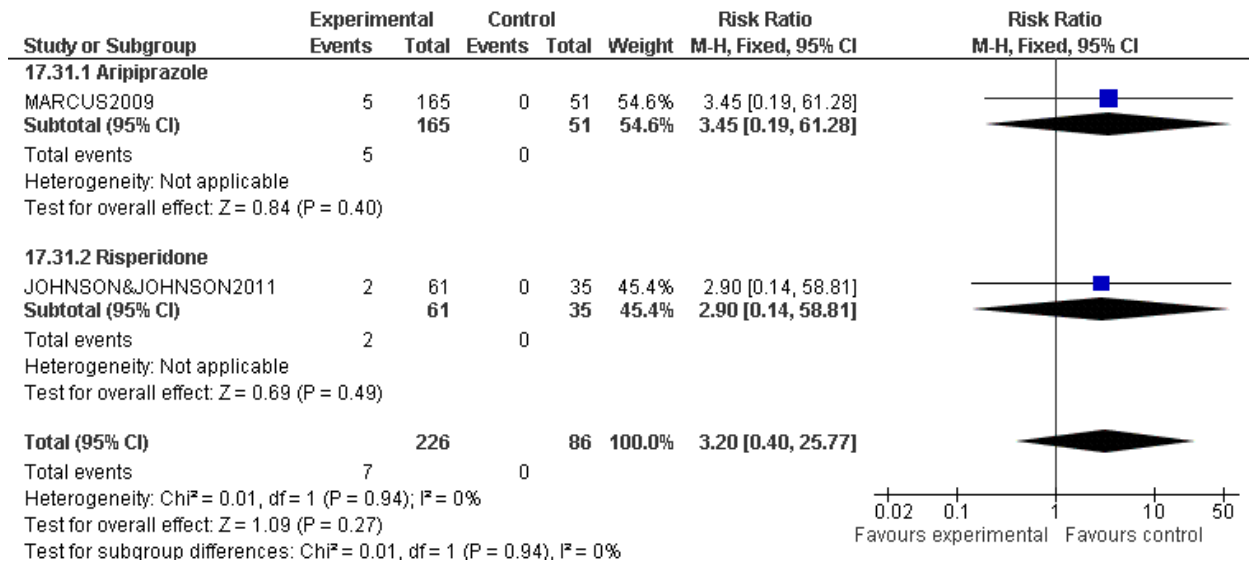 Experimental Control Risk Ratio Risk Ratio
Study or Subgroup Events Total Events Total Weight M-H, Fixed, 95% CI M-H, Fixed, 95% CI
17.31.1 Aripiprazole
MARCUS2009 5 165 0 51 54.6% 3.45 [0.19, 61.28]
Subtotal (95% CI) 165 51 54.6% 3.45 [0.19, 61.28]
Total events 5 0
Heterogeneity: Not applicable
Test for overall effect: Z = 0.84 (P = 0.40)
17.31.2 Risperidone
JOHNSON&JOHNSON2011 2 61 0 35 45.4% 2.90 [0.14, 58.81]
Subtotal (95% CI) 61 35 45.4% 2.90 [0.14, 58.81]
Total events 2 0
Heterogeneity: Not applicable
Test for overall effect: Z = 0.69 (P = 0.49)
Total (95% CI) 226 86 100.0% 3.20 [0.40, 25.77]
Total events 7 0
Heterogeneity: Chi² = 0.01, df = 1 (P = 0.94); I² = 0%
Test for overall effect: Z = 1.09 (P = 0.27)
Test for subgroup differences: Chi² = 0.01, df = 1 (P = 0.94), I² = 0%
0.02 0.1 1 10 50
Favours experimental Favours control